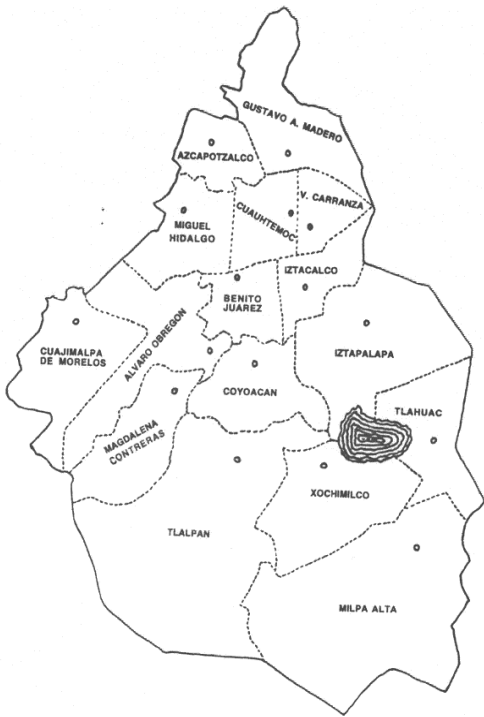 GUSTAVO A. MADERO
AZCAPOTZALCO
V. CARRANZA
CUAUHTEMOC
MIGUEL
HIDALGO
IZTACALCO
BENITO
JUAREZ
ALVARO OBREGON
CUAJIMALPA
DE MORELOS
IZTAPALAPA
COYOACAN
TLAHUAC
MAGDALENA
CONTRERAS
XOCHIMILCO
TLALPAN
MILPA ALTA